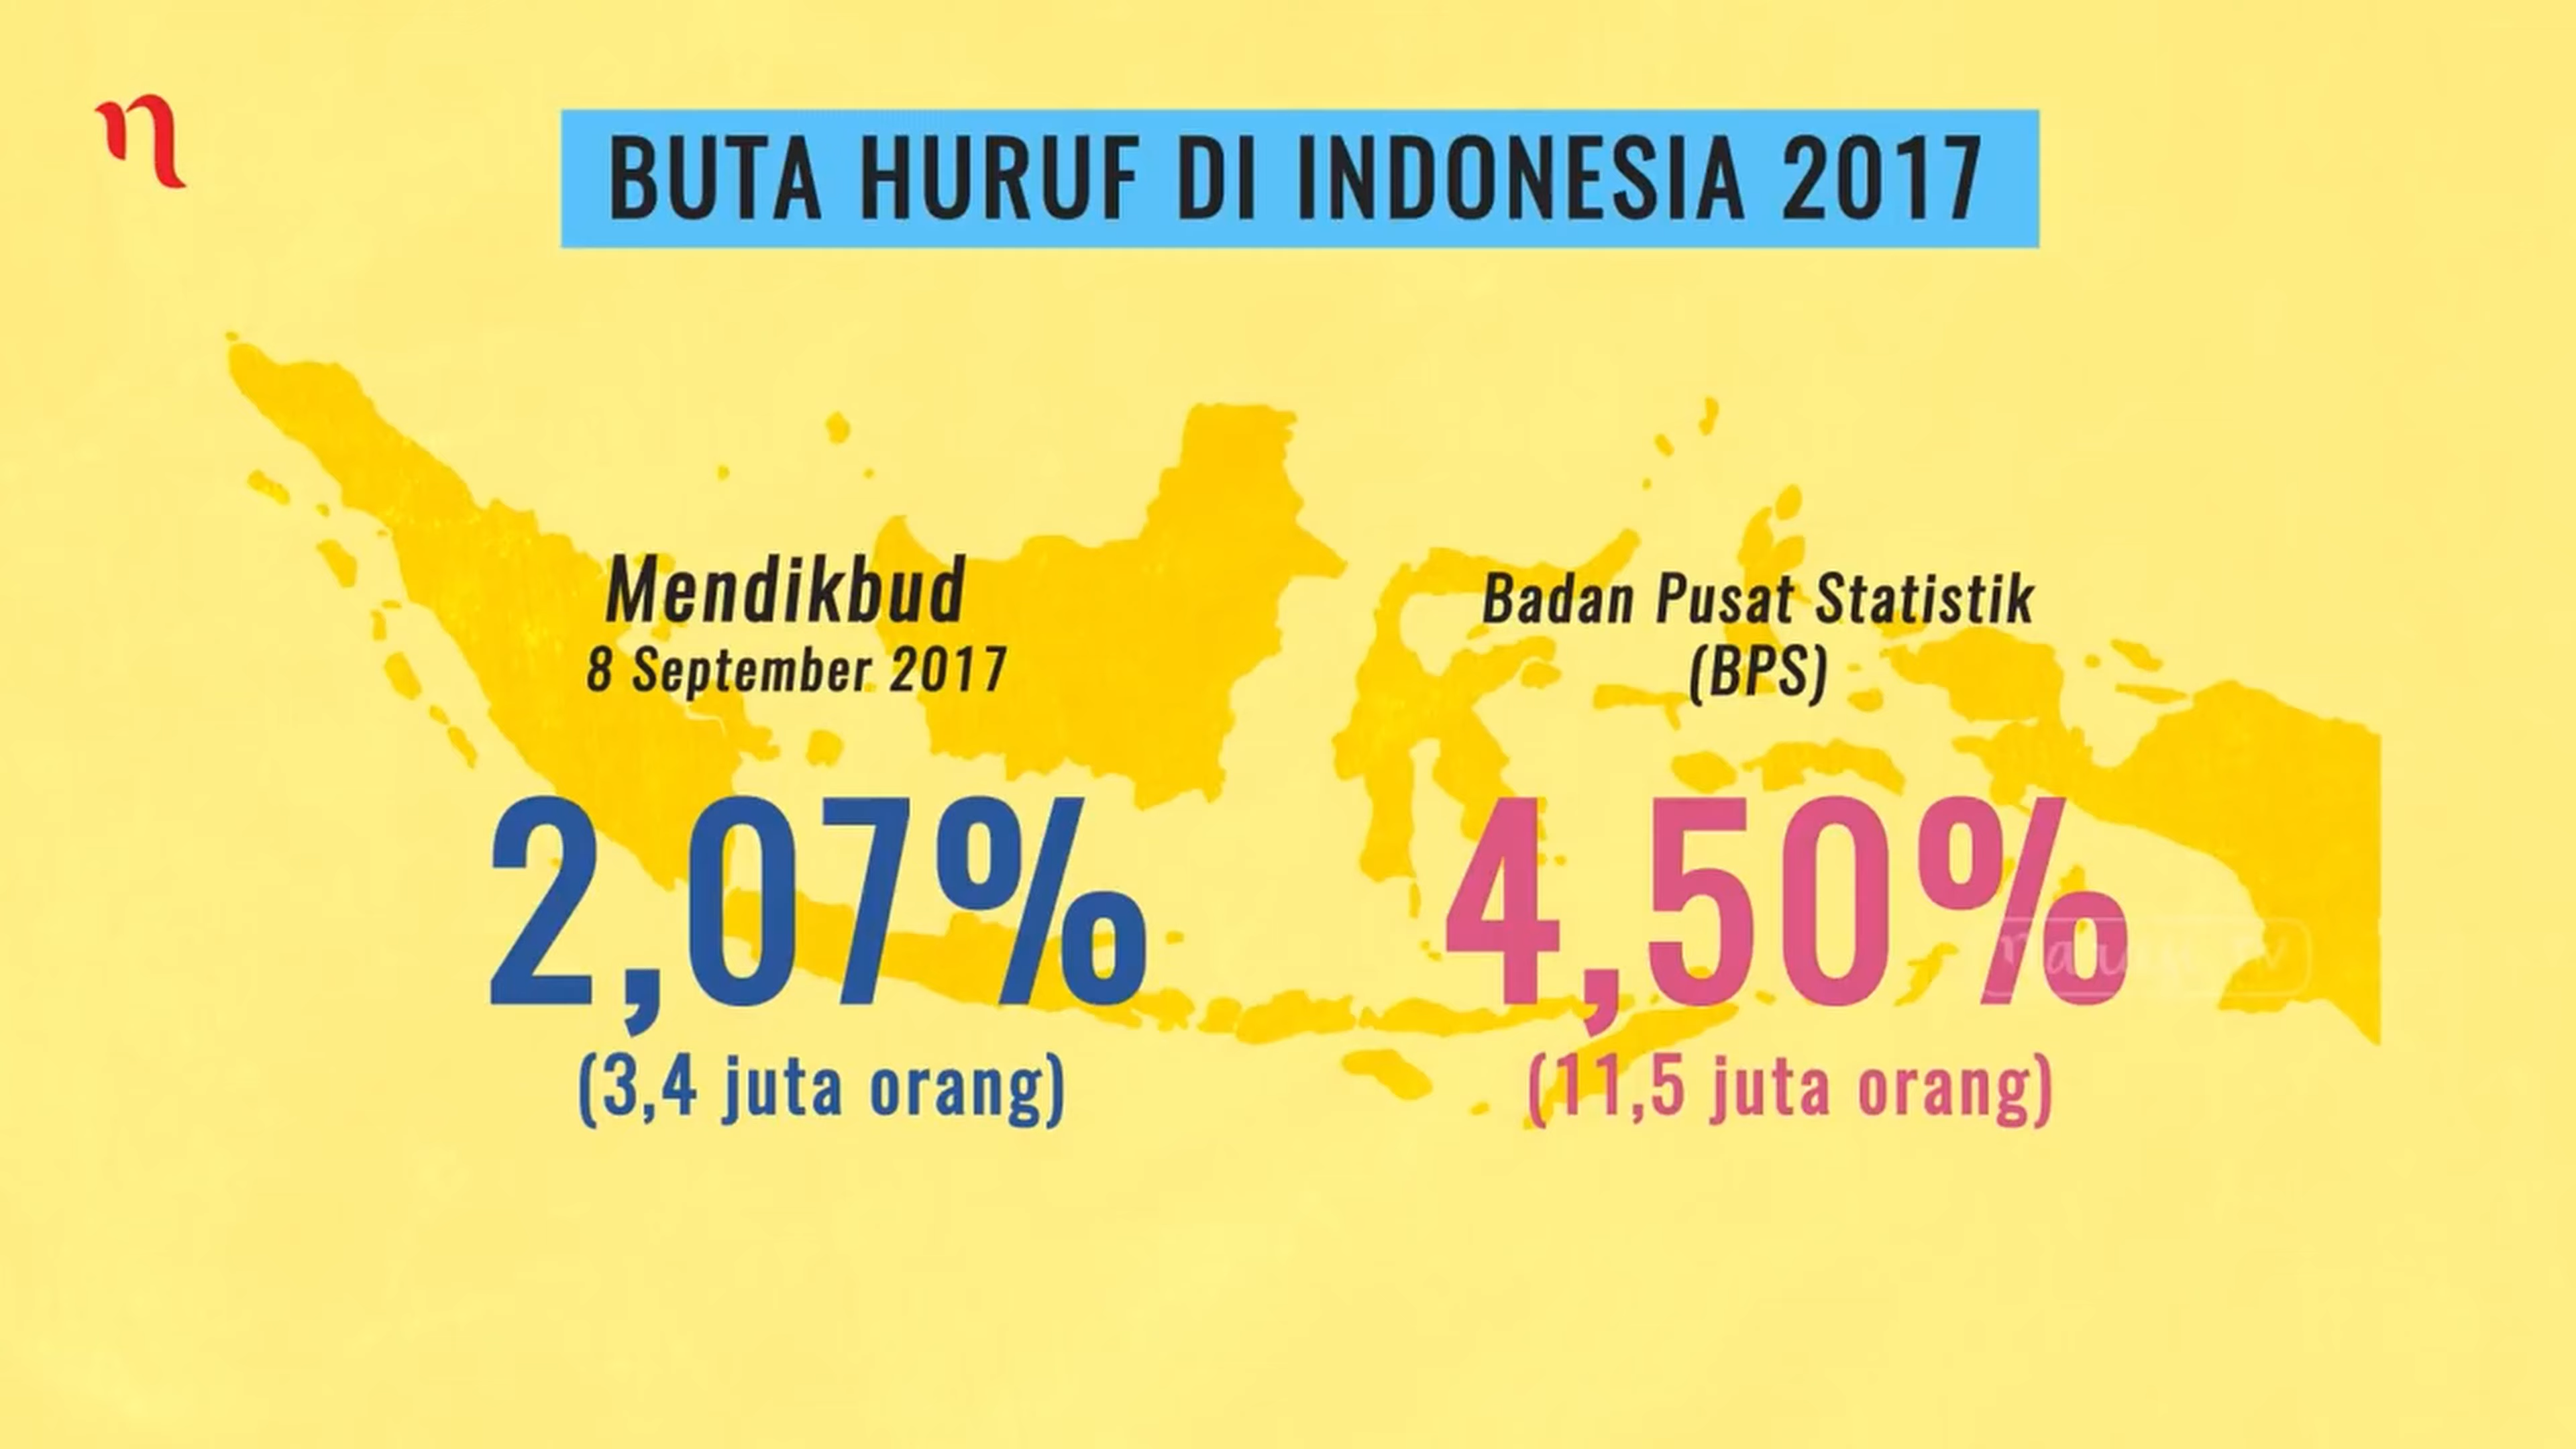 BUTA HURUF DI INDONESIA 2017
Mendikbud
8 September 2017
2,07%
(3,4 juta orang)
Badan Pusat Statistik
(BPS)
4,50%
(11,5 juta orang)